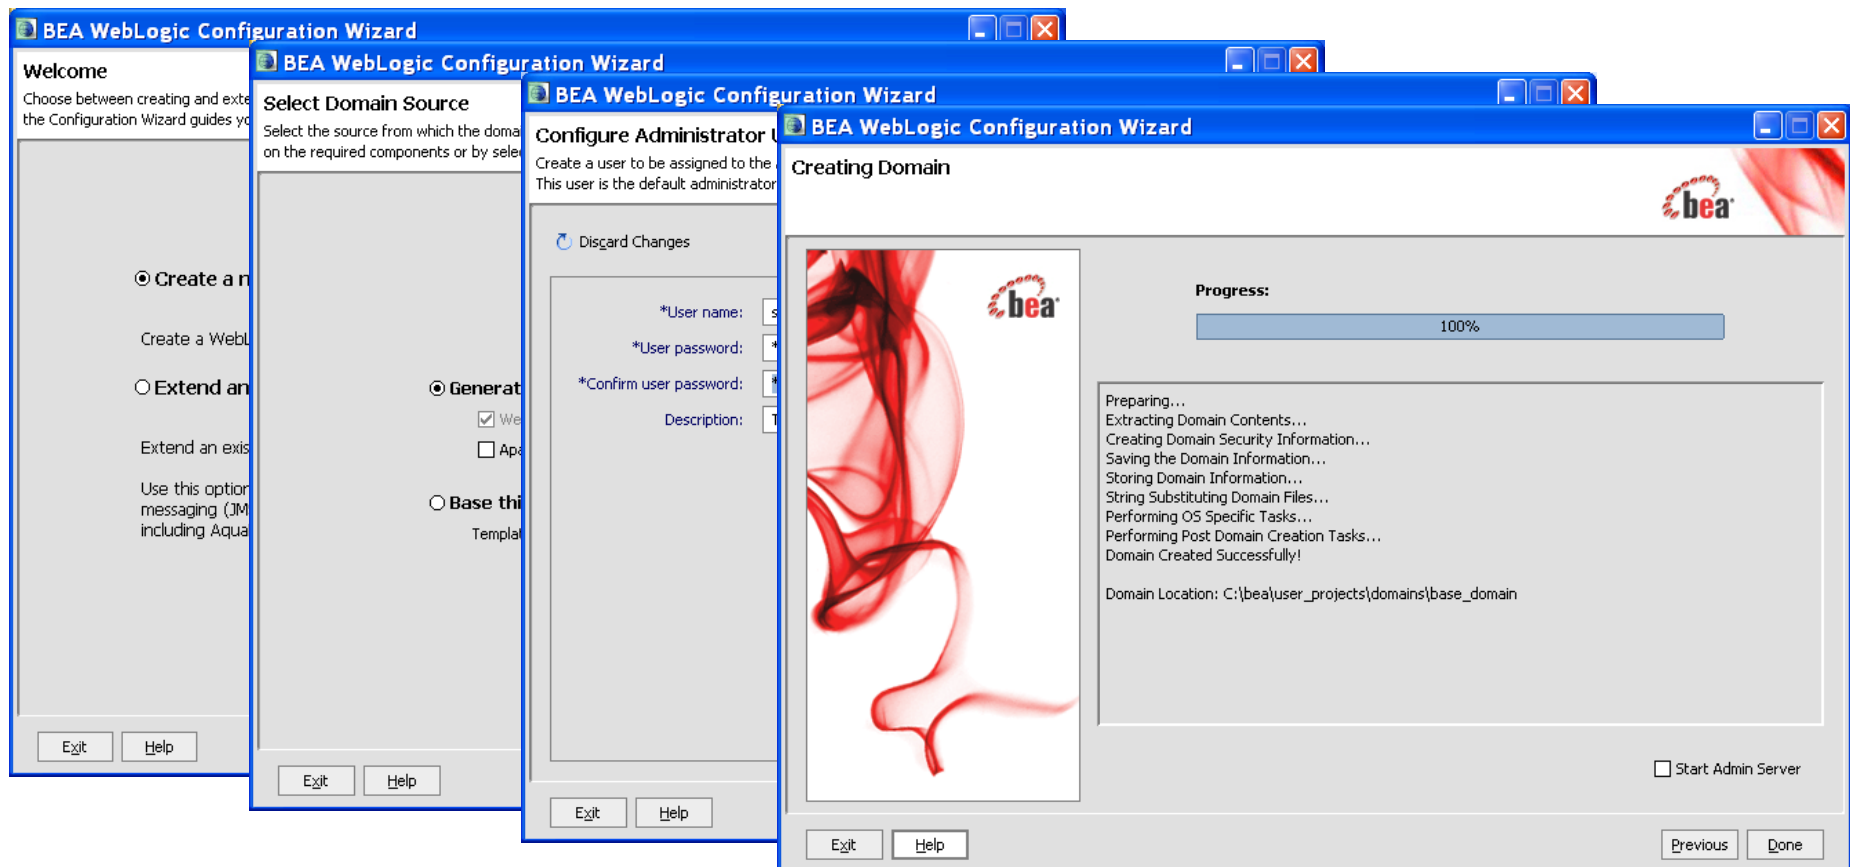 BEA WebLogic Configuration Wizard
Welcome
Choose between creating and exte
the Configuration Wizard guides yo
Create a n
Create a WebL
Extend an
Extend an exis
Use this option
messaging (JM
including Aqua
Exit
Help
BEA WebLogic Configuration Wizard
Select Domain Source
Select the source from which the domai
on the required components or by sele
Generat
We
Apa
Base thi
Templat
Exit
Help
BEA WebLogic Configuration Wizard
Configure Administrator U
Create a user to be assigned to the
This user is the default administrator
Discard Changes
*User name: s
*User password: *
*Confirm user password: *
Description: T
Exit
Help
BEA WebLogic Configuration Wizard
Creating Domain
bea
bea
Progress:
100%
Preparing...
Extracting Domain Contents...
Creating Domain Security Information...
Saving the Domain Information...
Storing Domain Information...
String Substituting Domain Files...
Performing OS Specific Tasks...
Performing Post Domain Creation Tasks...
Domain Created Successfully!
Domain Location: C:\bea\user_projects\domains\base_domain
Start Admin Server
Exit
Help
Previous
Done